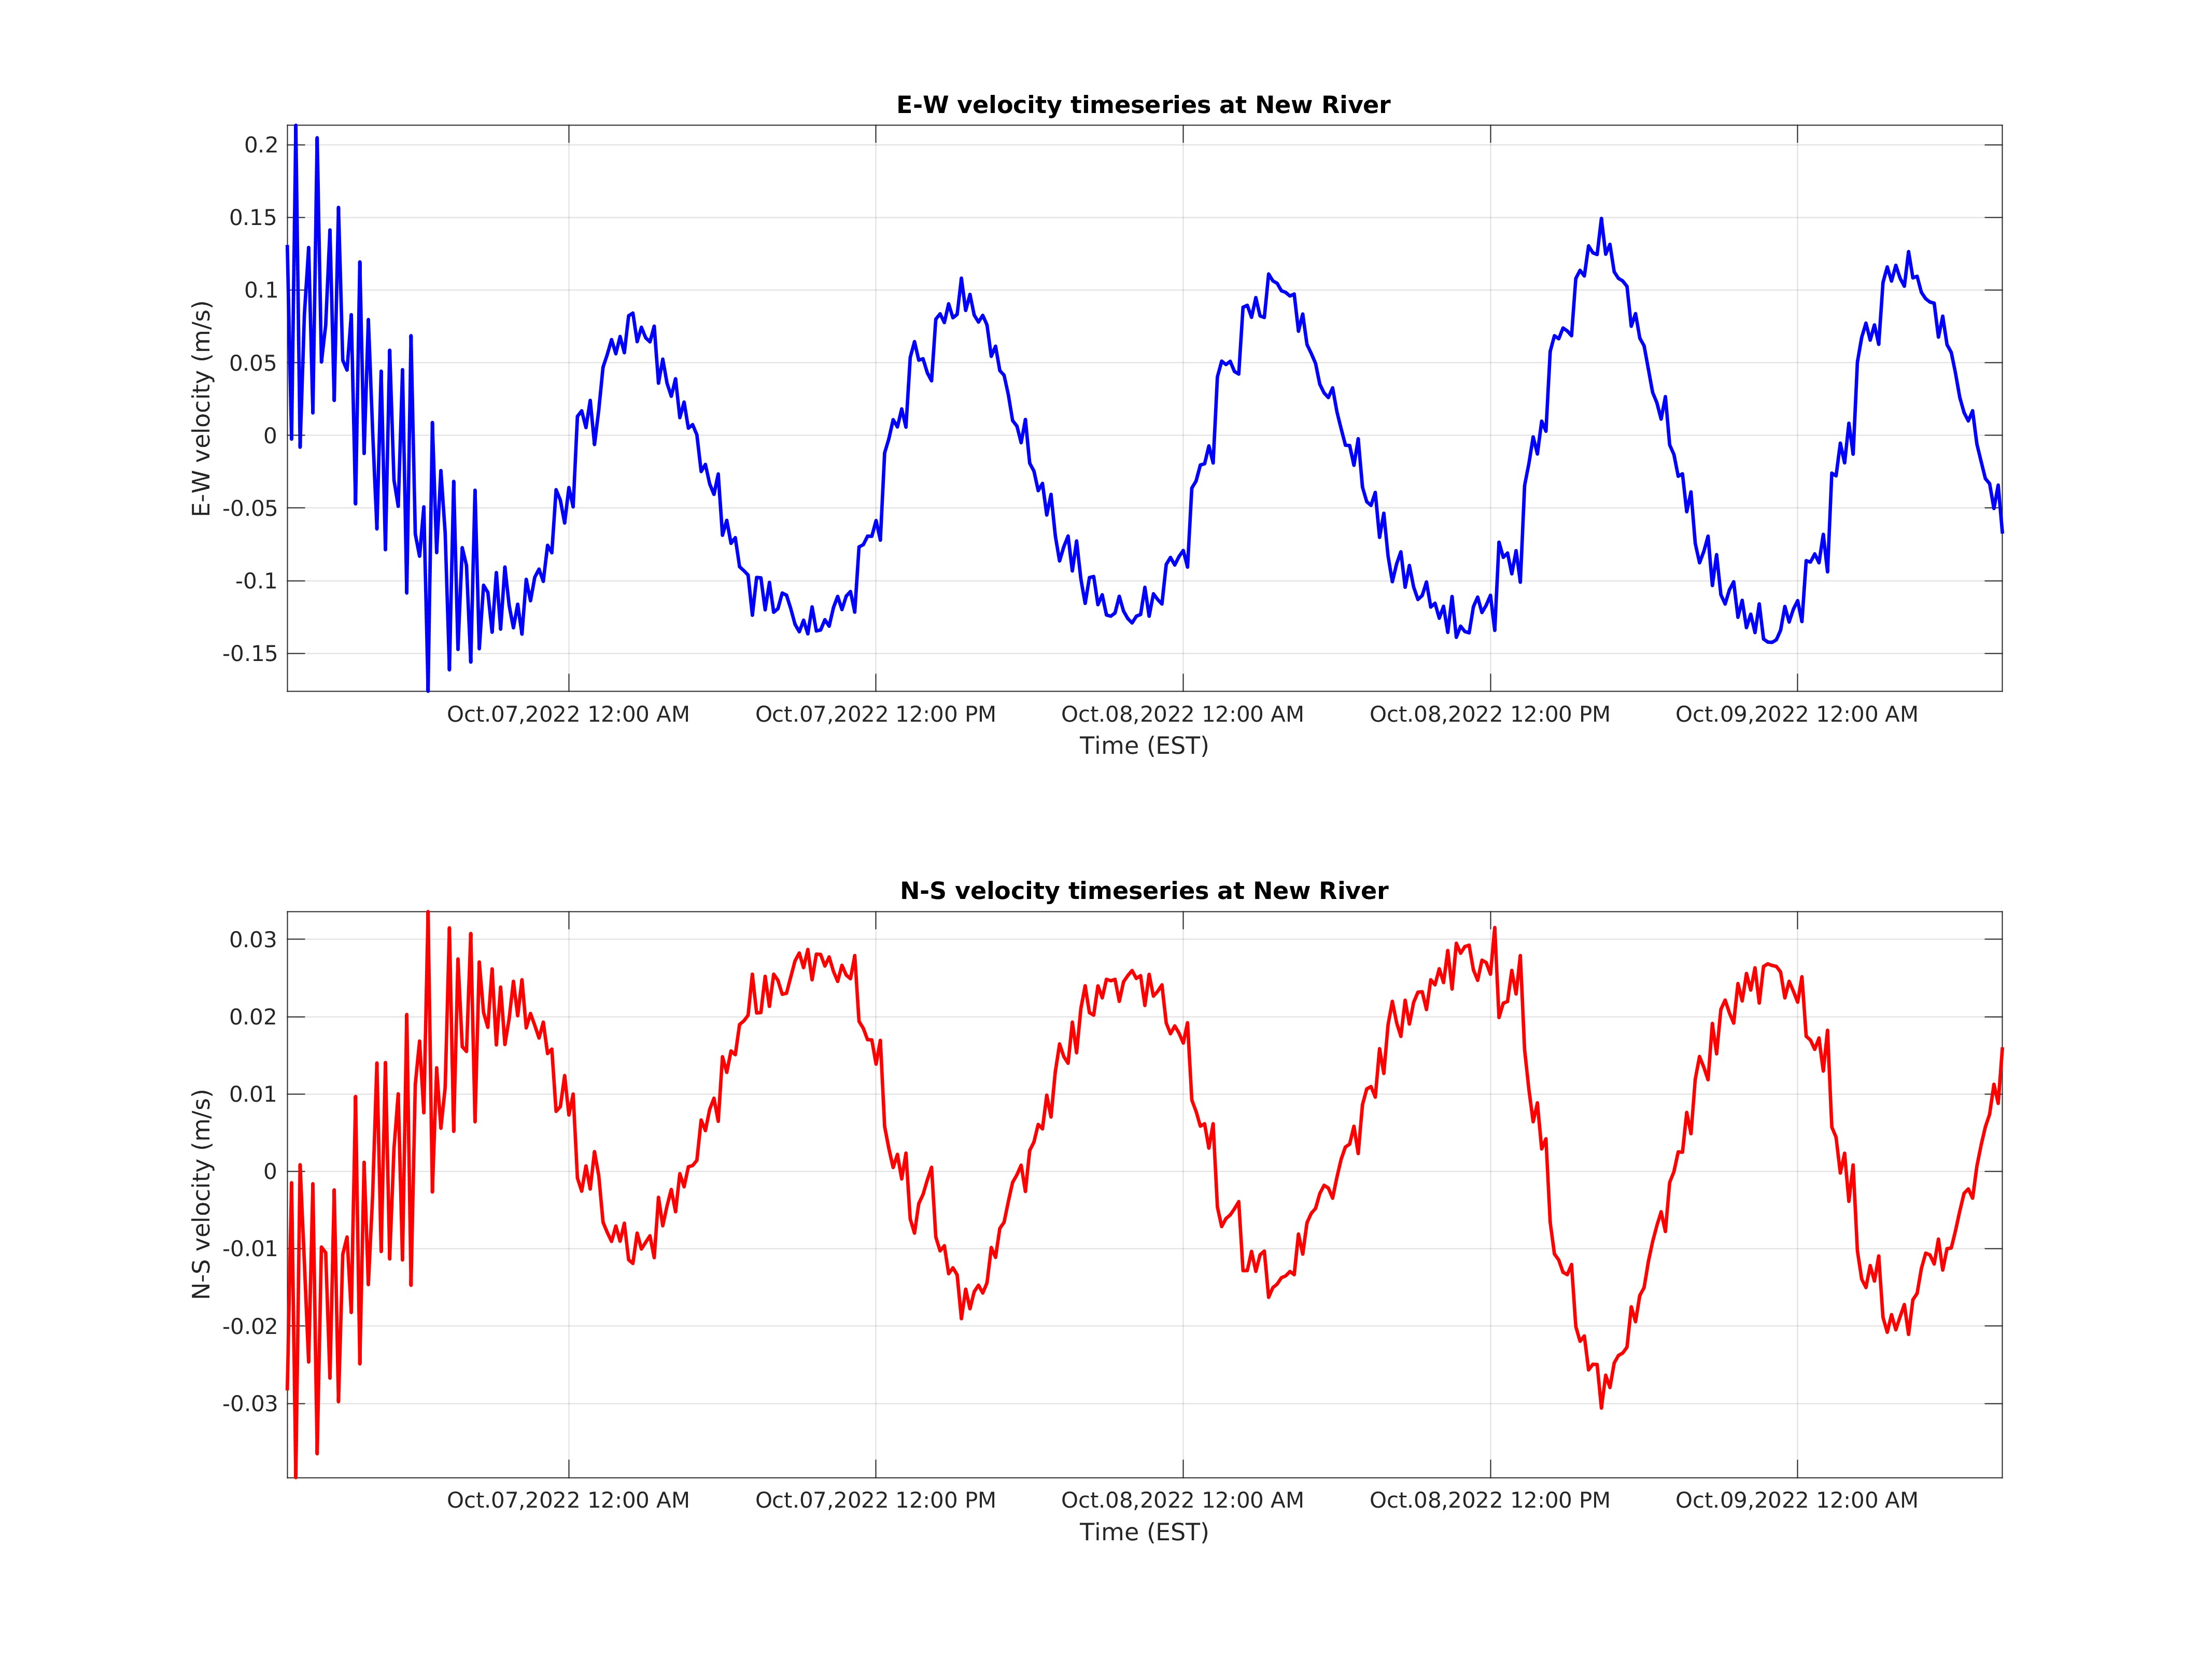 E-W velocity timeseries at New River
0.2
0.15
0.1
0.05
0
-0.05
-0.1
-0.15
E-W velocity (m/s)
Oct.07,2022 12:00 AM Oct.07,2022 12:00 PM Oct.08,2022 12:00 AM Oct.08,2022 12:00 PM Oct.09,2022 12:00 AM
Time (EST)
N-S velocity timeseries at New River
0.03
0.02
0.01
0
-0.01
-0.02
-0.03
N-S velocity (m/s)
Oct.07,2022 12:00 AM Oct.07,2022 12:00 PM Oct.08,2022 12:00 AM Oct.08,2022 12:00 PM Oct.09,2022 12:00 AM
Time (EST)